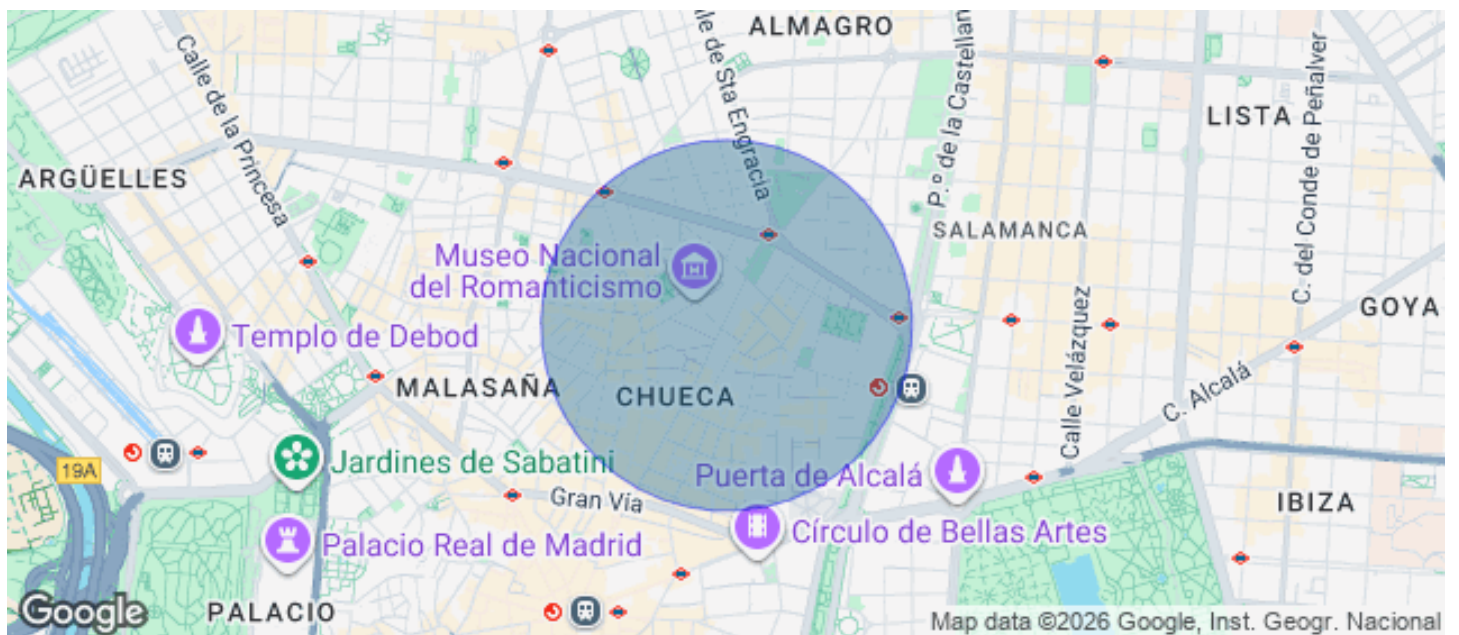 ALMAGRO
Calle de la Princesa
lle de Sta Engracia
P.º de la Castellan
LISTA
C. del Conde de Peñalver
ARGÜELLES
SALAMANCA
Museo Nacional
del Romanticismo
Calle Velázquez
GOYA
Templo de Debod
MALASAÑA
CHUECA
C. Alcalá
19A
Jardines de Sabatini
Puerta de Alcalá
Gran Vía
IBIZA
Círculo de Bellas Artes
Palacio Real de Madrid
PALACIO
Google
Map data ©2026 Google, Inst. Geogr. Nacional